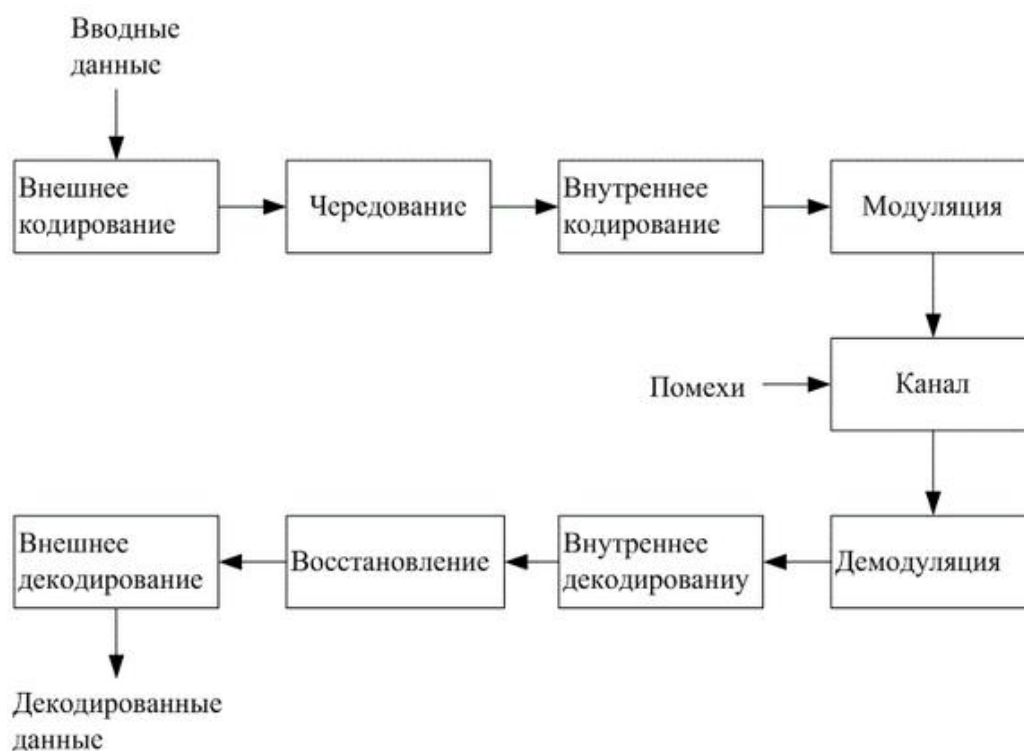 Вводные
данные
Внешнее
кодирование
Чередование
Внутреннее
кодирование
Модуляция
Помехи
Канал
Внешнее
декодирование
Восстановление
Внутреннее
декодированиу
Демодуляция
Декодированные
данные